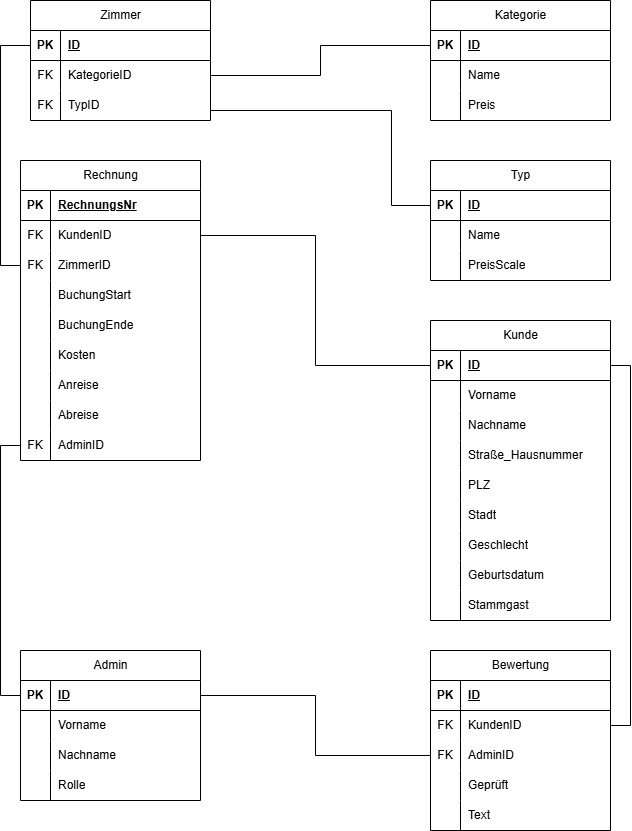 Zimmer
PK ID
FK KategorieID
FK TypID
Kategorie
PK ID
Name
Preis
Rechnung
PK RechnungsNr
FK KundenID
FK ZimmerID
BuchungStart
BuchungEnde
Kosten
Anreise
Abreise
FK AdminID
Typ
PK ID
Name
PreisScale
Kunde
PK ID
Vorname
Nachname
Straße_Hausnummer
PLZ
Stadt
Geschlecht
Geburtsdatum
Stammgast
Admin
PK ID
Vorname
Nachname
Rolle
Bewertung
PK ID
FK KundenID
FK AdminID
Geprüft
Text